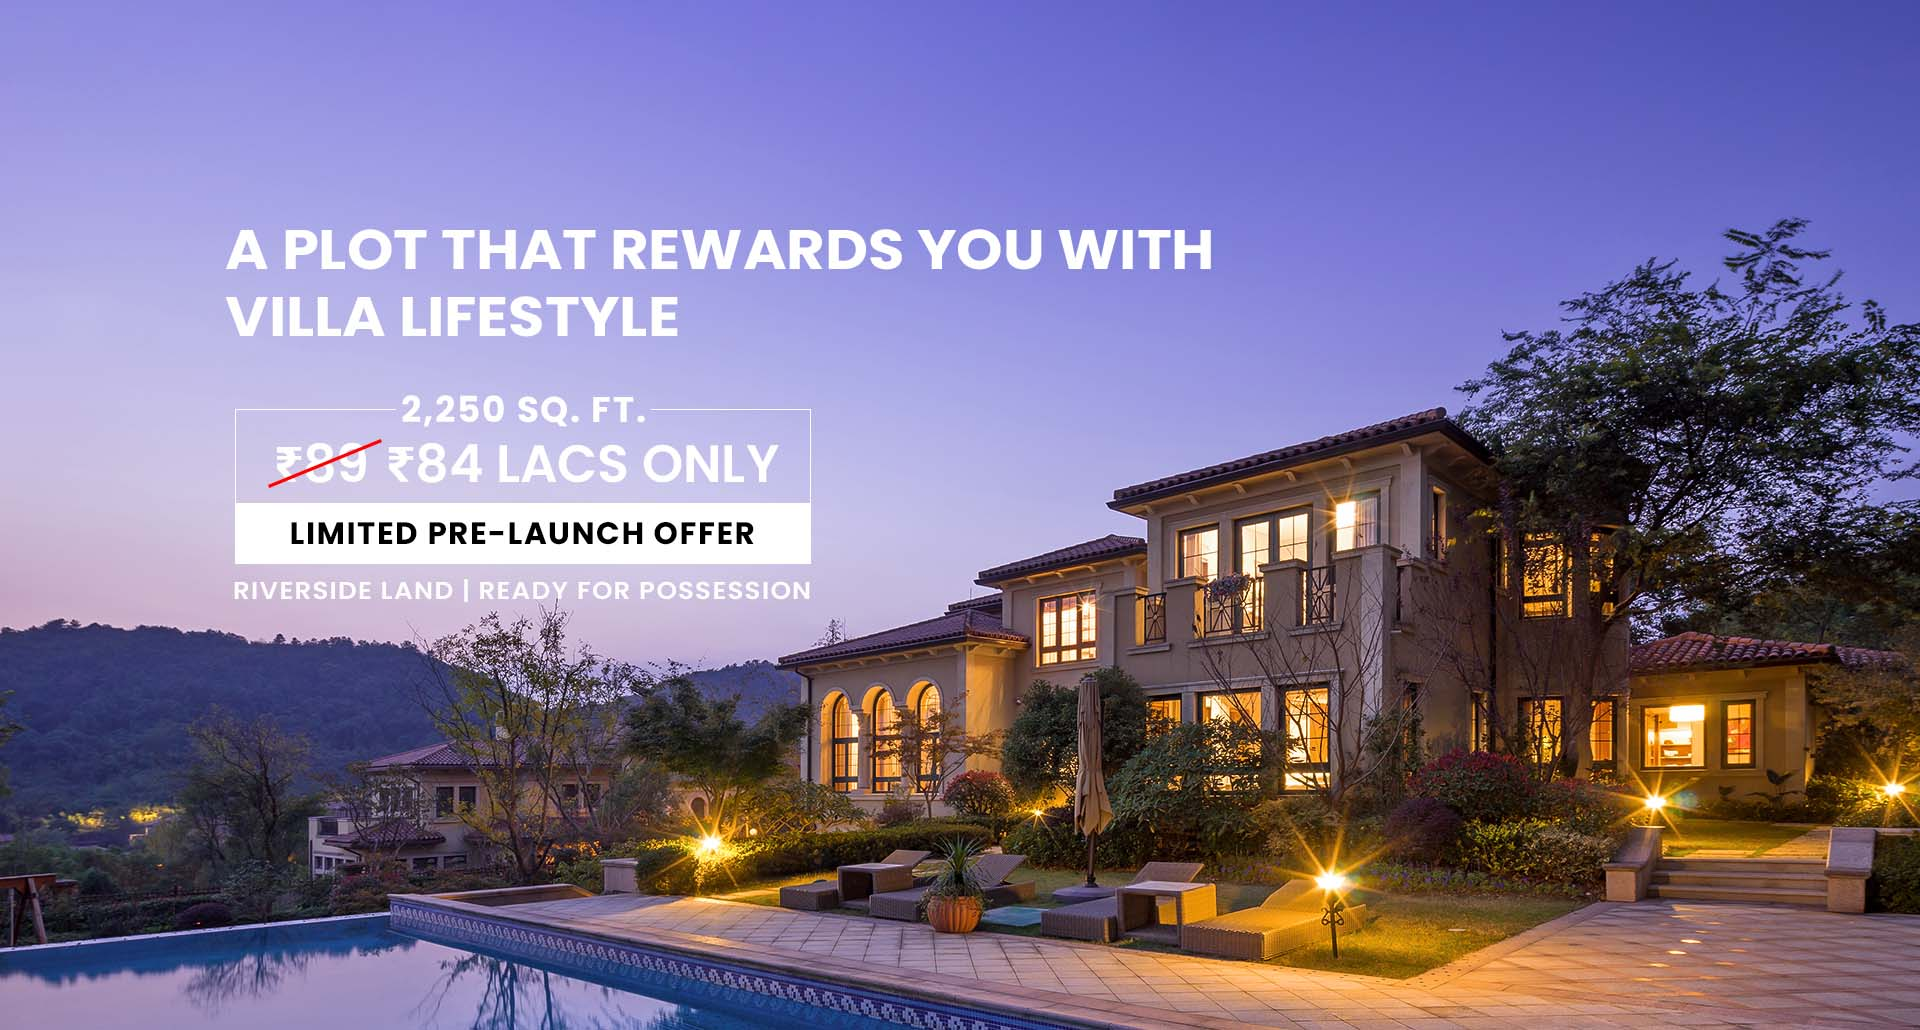 A PLOT THAT REWARDS YOU WITH
VILLA LIFESTYLE
2,250 SQ. FT.
₹89 ₹84 LACS ONLY
LIMITED PRE-LAUNCH OFFER
RIVERSIDE LAND | READY FOR POSSESSION